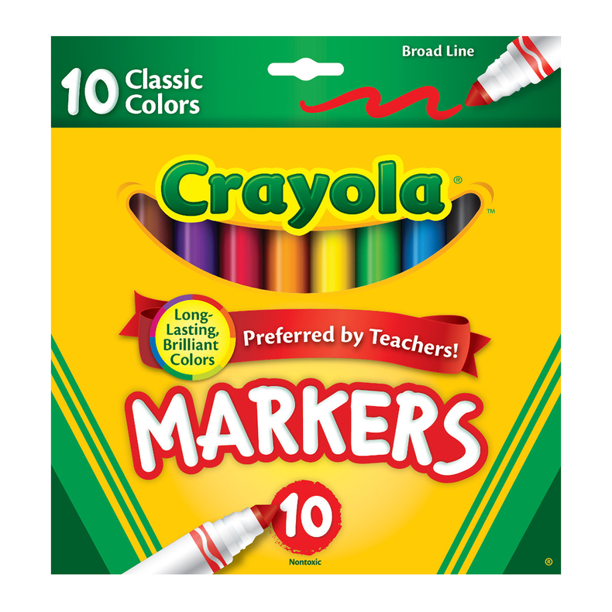 Broad Line
10 Classic
Colors
Crayola®
™
Long-
Lasting,
Brilliant
Colors
Preferred by Teachers!
MARKERS
10
Nontoxic
®